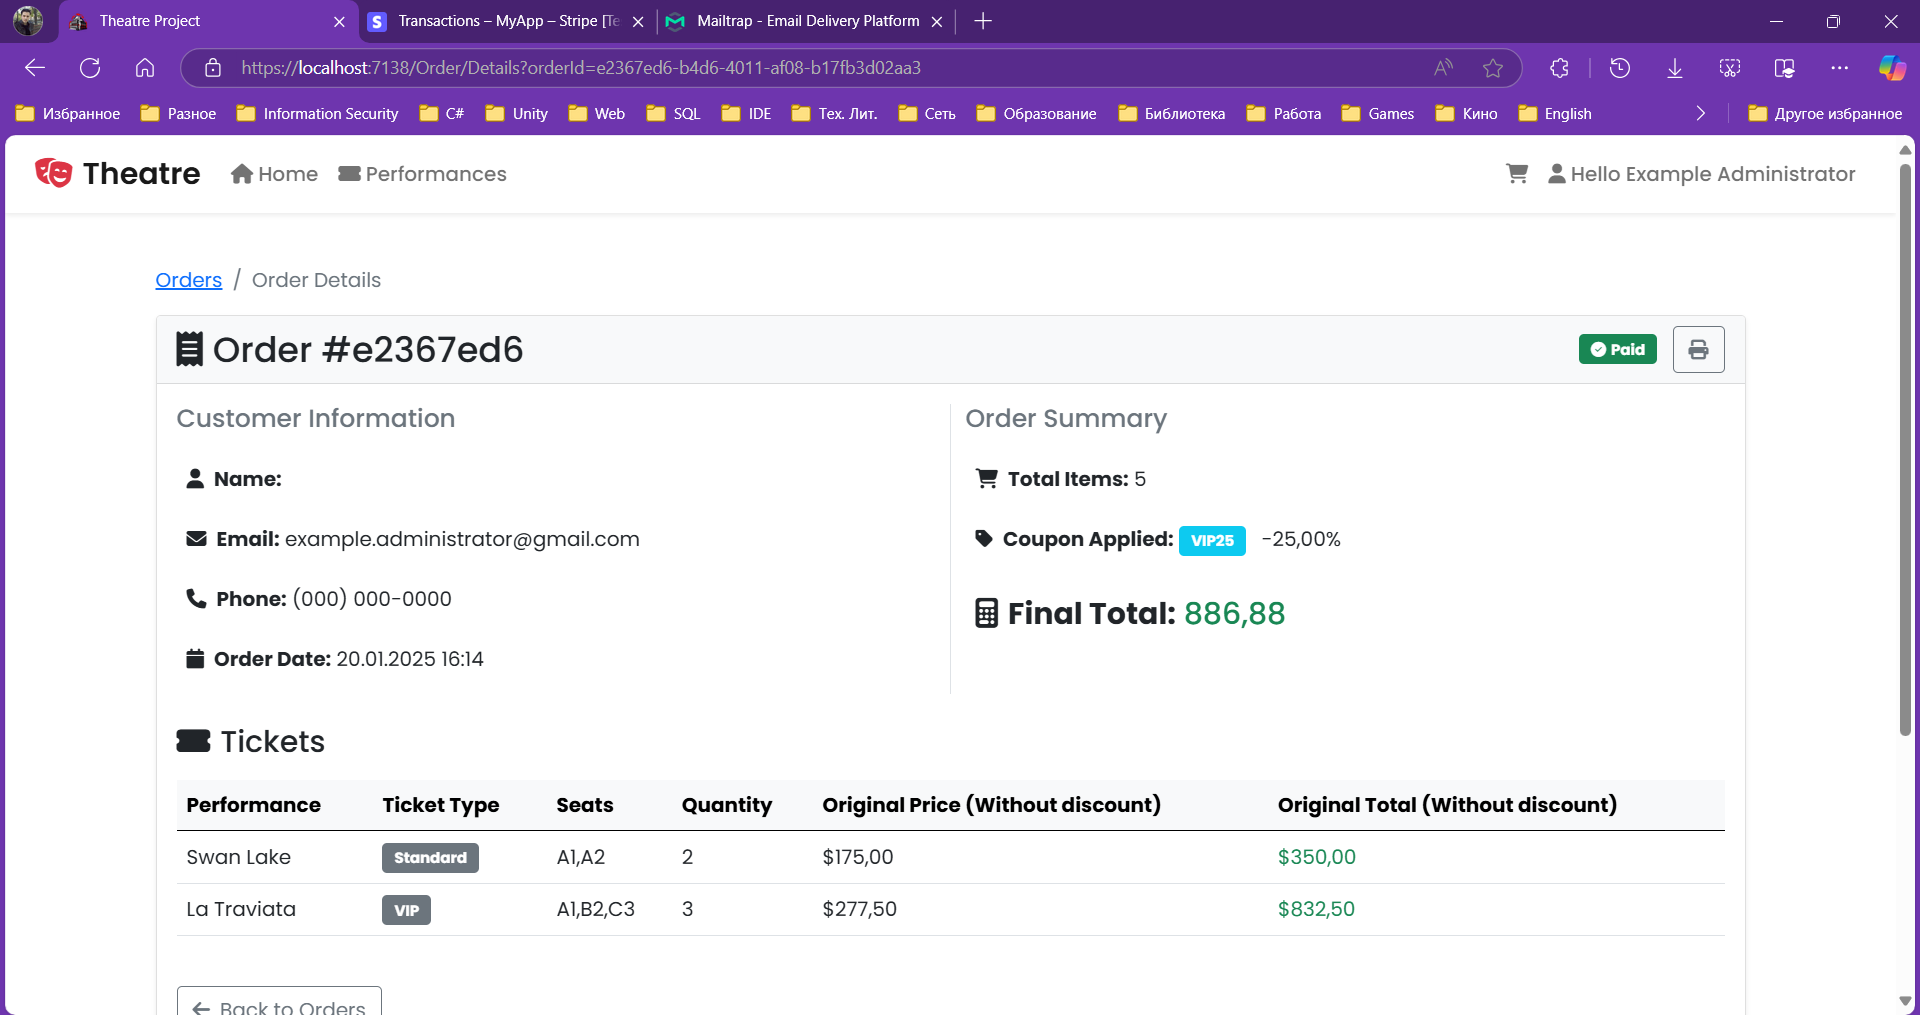 Theatre Project
Transactions – MyApp – Stripe [Te
Mailtrap - Email Delivery Platform
https://localhost:7138/Order/Details?orderId=e2367ed6-b4d6-4011-af08-b17fb3d02aa3
Избранное Разное Information Security C# Unity Web SQL IDE Тех. Лит. Сеть Образование Библиотека Работа Games Кино English Другое избранное
Theatre Home Performances Hello Example Administrator
Orders / Order Details
Order #e2367ed6 Paid
Customer Information
Name:
Email: example.administrator@gmail.com
Phone: (000) 000-0000
Order Date: 20.01.2025 16:14
Order Summary
Total Items: 5
Coupon Applied: VIP25 -25,00%
Final Total: 886,88
Tickets
Performance Ticket Type Seats Quantity Original Price (Without discount) Original Total (Without discount)
Swan Lake Standard A1,A2 2 $175,00 $350,00
La Traviata VIP A1,B2,C3 3 $277,50 $832,50
Back to Orders